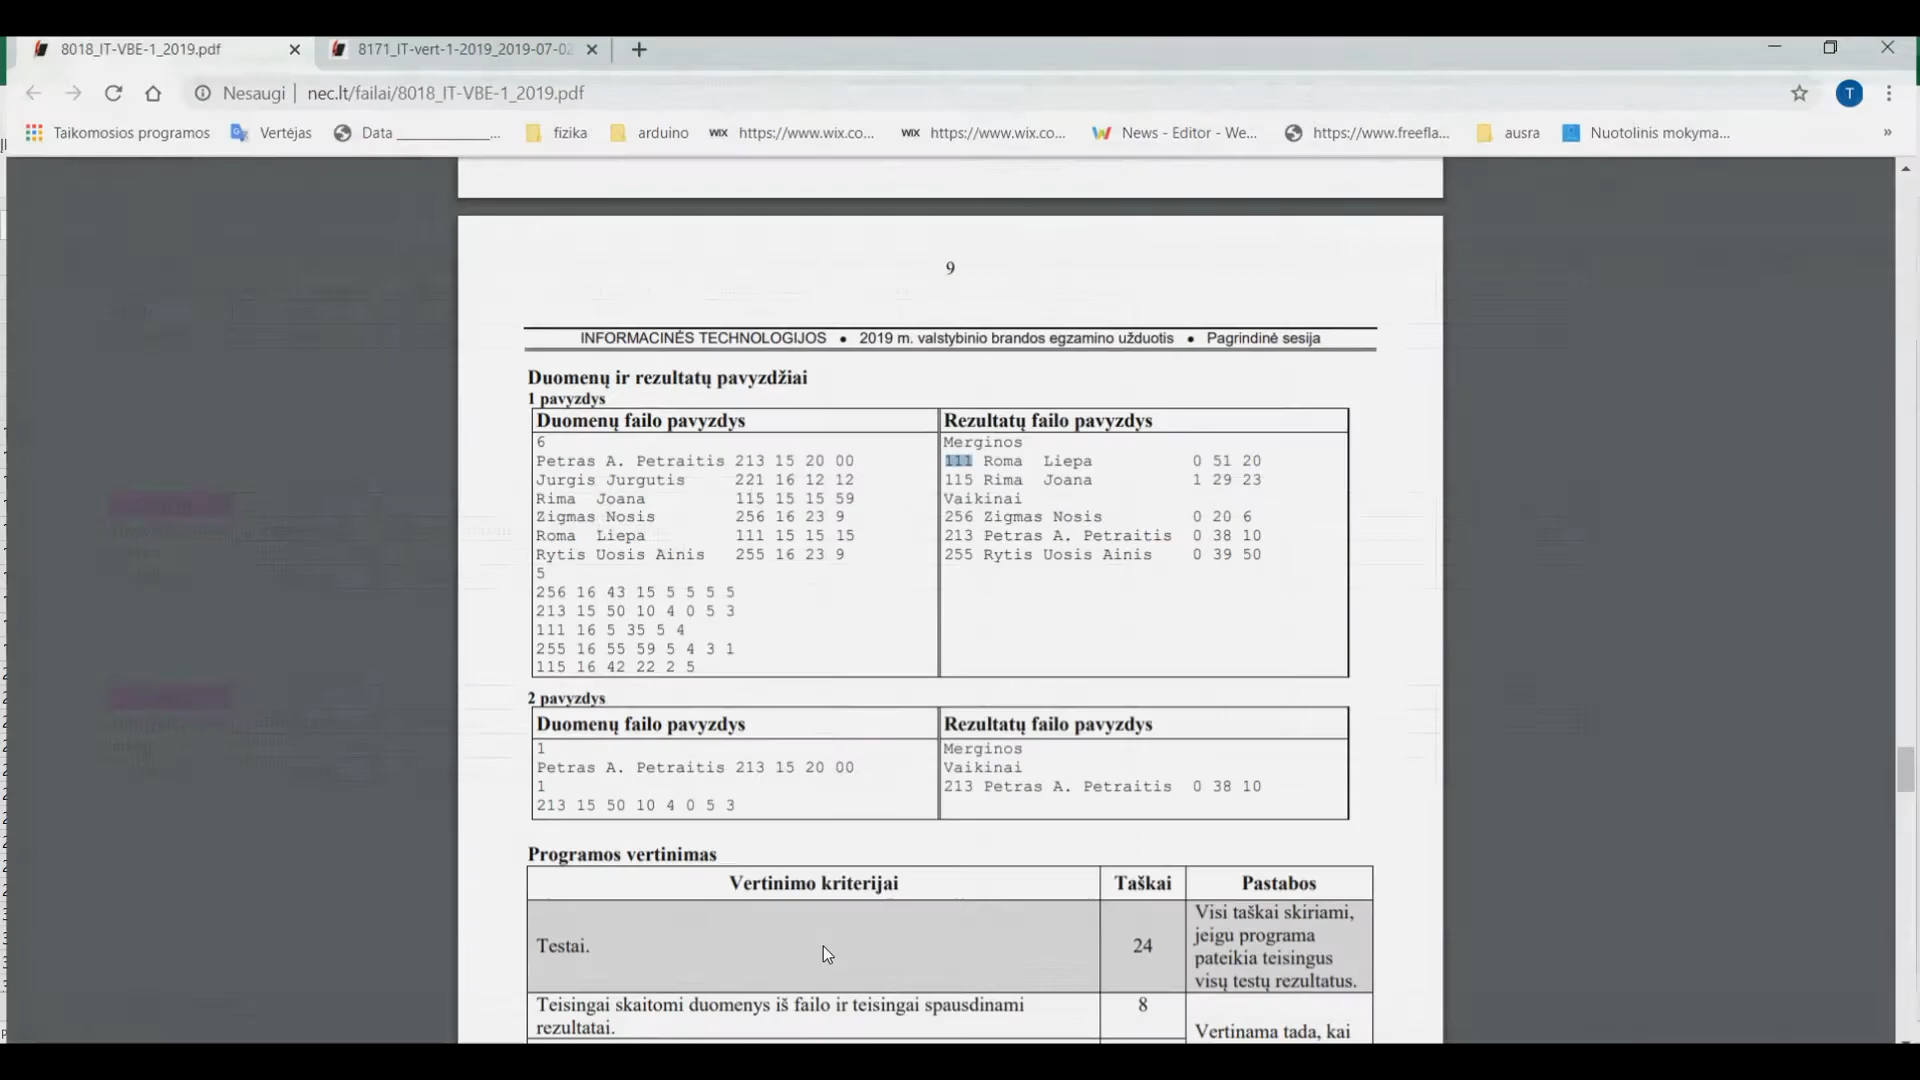 8018_IT-VBE-1_2019.pdf
8171_IT-vert-1-2019_2019-07-02
Nesaugi | nec.lt/failai/8018_IT-VBE-1_2019.pdf
T
Taikomosios programos
Vertėjas
Data ___________...
fizika
arduino
WIX https://www.wix.co...
WIX https://www.wix.co...
News - Editor - We...
https://www.freefla...
ausra
Nuotolinis mokyma...
»
9
INFORMACINĖS TECHNOLOGIJOS ● 2019 m. valstybinio brandos egzamino užduotis ● Pagrindinė sesija
Duomenų ir rezultatų pavyzdžiai
1 pavyzdys
Duomenų failo pavyzdys
6
Petras A. Petraitis 213 15 20 00
Jurgis Jurgutis 221 16 12 12
Rima Joana 115 15 15 59
Zigmas Nosis 256 16 23 9
Roma Liepa 111 15 15 15
Rytis Uosis Ainis 255 16 23 9
5
256 16 43 15 5 5 5 5
213 15 50 10 4 0 5 3
111 16 5 35 5 4
255 16 55 59 5 4 3 1
115 16 42 22 2 5
Rezultatų failo pavyzdys
Merginos
111 Roma Liepa 0 51 20
115 Rima Joana 1 29 23
Vaikinai
256 Zigmas Nosis 0 20 6
213 Petras A. Petraitis 0 38 10
255 Rytis Uosis Ainis 0 39 50
2 pavyzdys
Duomenų failo pavyzdys
1
Petras A. Petraitis 213 15 20 00
1
213 15 50 10 4 0 5 3
Rezultatų failo pavyzdys
Merginos
Vaikinai
213 Petras A. Petraitis 0 38 10
Programos vertinimas
Vertinimo kriterijai
Taškai
Pastabos
Testai.
24
Visi taškai skiriami,
jeigu programa
pateikia teisingus
visų testų rezultatus.
Teisingai skaitomi duomenys iš failo ir teisingai spausdinami
rezultatai.
8
Vertinama tada, kai